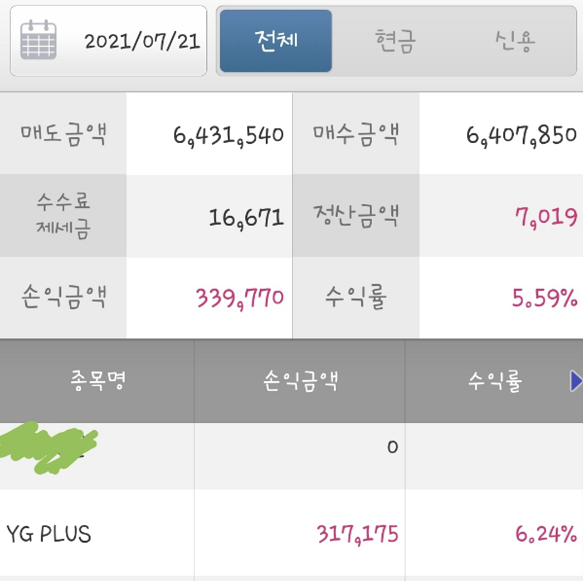 2021/07/21 전체 현금 신용
매도금액 6,431,540 매수금액 6,407,850
수수료
제세금 16,671 정산금액 7,019
손익금액 339,770 수익률 5.59%
종목명 손익금액 수익률
0
YG PLUS 317,175 6.24%